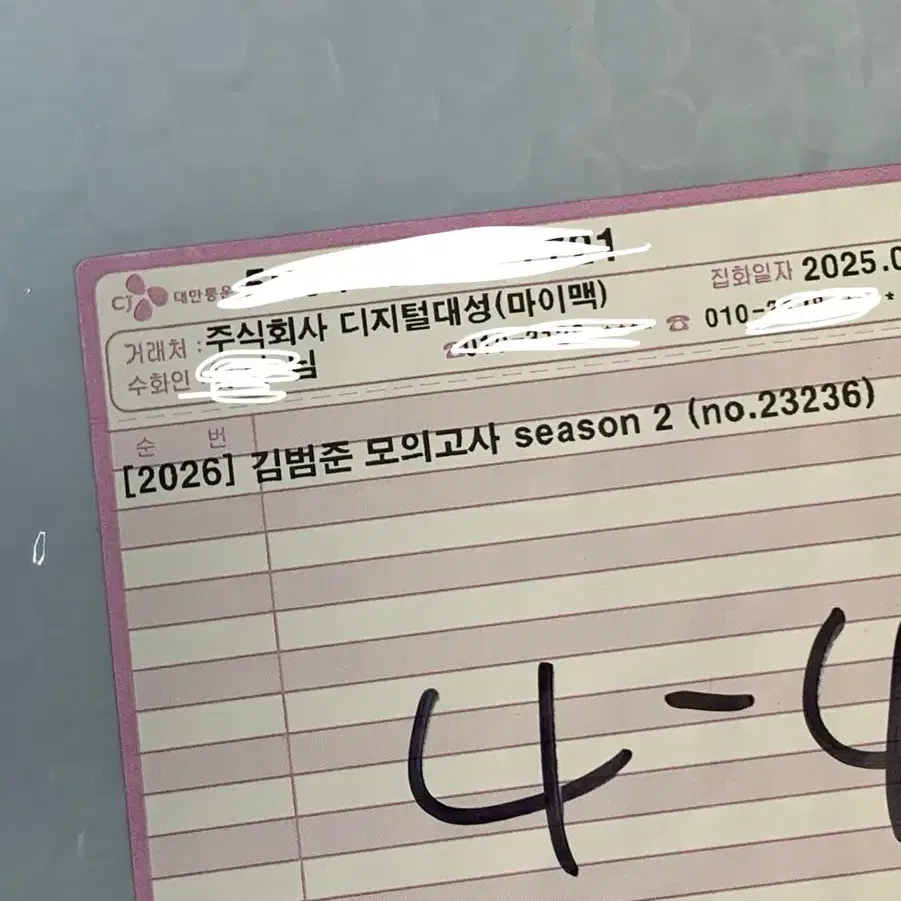 CJ 대한통운
집화일자 2025.0
거래처 : 주식회사 디지털대성(마이맥)
수화인 님 ☎ 010-
순 번
[2026] 김범준 모의고사 season 2 (no.23236)
4-4